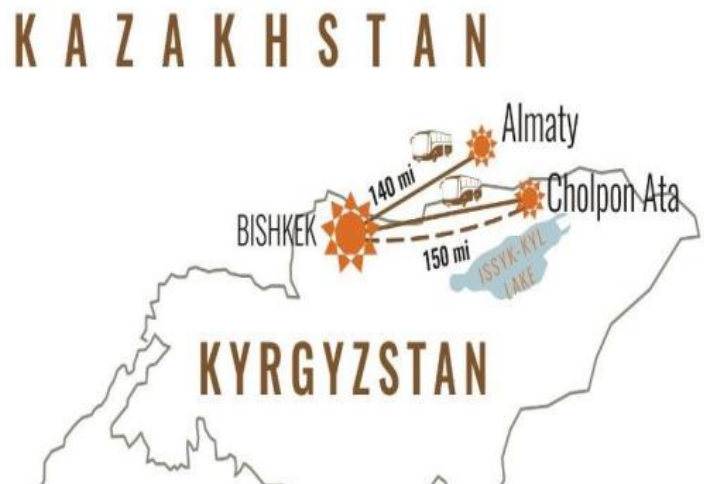 KAZAKHSTAN
Almaty
140 mi
Cholpon Ata
BISHKEK
150 mi
ISSYK-KYL
LAKE
KYRGYZSTAN